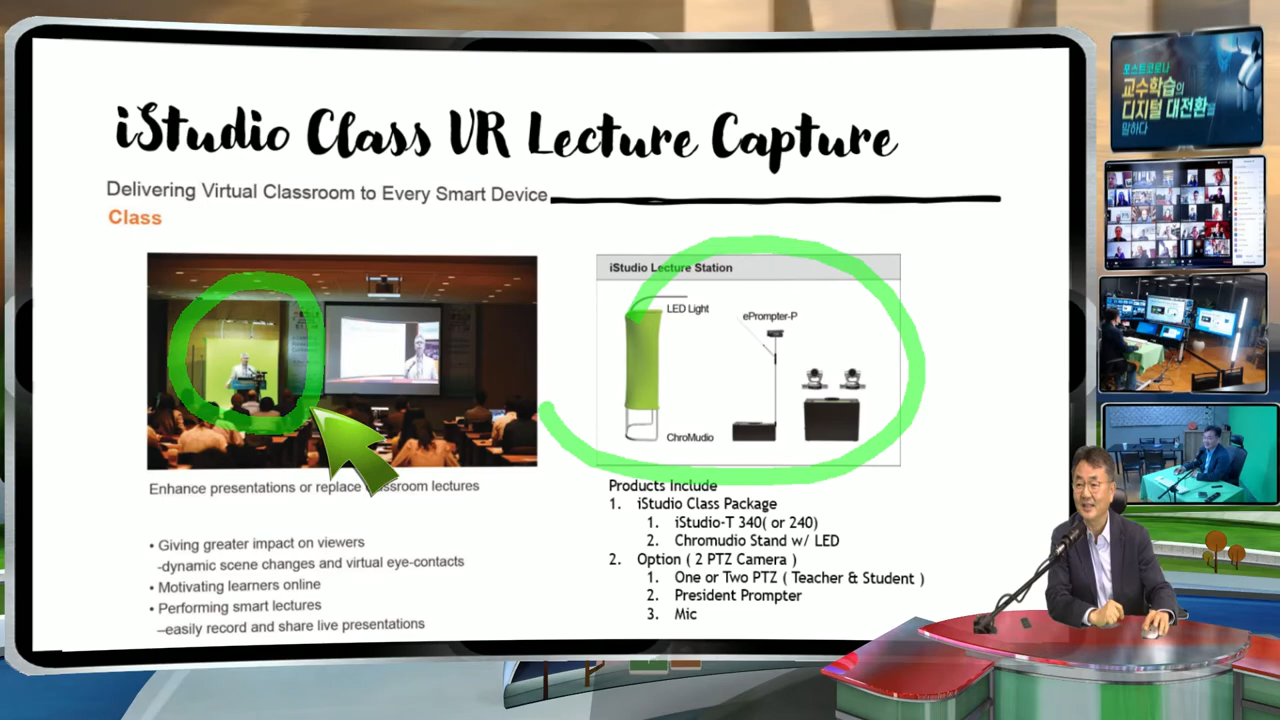 iStudio Class VR Lecture Capture
Delivering Virtual Classroom to Every Smart Device
Class
Enhance presentations or replace classroom lectures
• Giving greater impact on viewers
-dynamic scene changes and virtual eye-contacts
• Motivating learners online
• Performing smart lectures
–easily record and share live presentations
iStudio Lecture Station
LED Light
ePrompter-P
ChroMudio
Products Include
1. iStudio Class Package
1. iStudio-T 340( or 240)
2. Chromudio Stand w/ LED
2. Option ( 2 PTZ Camera )
1. One or Two PTZ ( Teacher & Student )
2. President Prompter
3. Mic
포스트코로나
교수학습의
디지털 대전환을
말하다